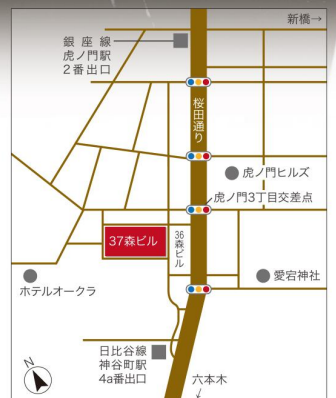 新橋→
銀座線
虎ノ門駅
2番出口
桜田通り
虎ノ門ヒルズ
虎ノ門3丁目交差点
37森ビル
36森ビル
ホテルオークラ
愛宕神社
日比谷線
神谷町駅
4a番出口
六本木
↓
N